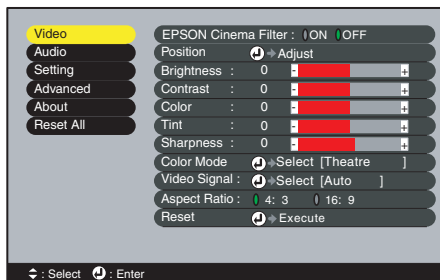 Video
Audio
Setting
Advanced
About
Reset All
EPSON Cinema Filter : ON OFF
Position Adjust
Brightness : 0 - +
Contrast : 0 - +
Color : 0 - +
Tint : 0 - +
Sharpness : 0 - +
Color Mode Select [Theatre ]
Video Signal : Select [Auto ]
Aspect Ratio : 4: 3 16: 9
Reset Execute
: Select : Enter